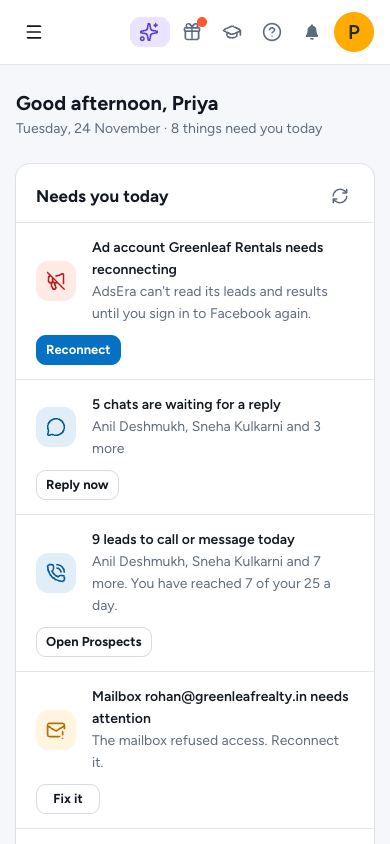 P
Good afternoon, Priya
Tuesday, 24 November · 8 things need you today
Needs you today
Ad account Greenleaf Rentals needs
reconnecting
AdsEra can't read its leads and results
until you sign in to Facebook again.
Reconnect
5 chats are waiting for a reply
Anil Deshmukh, Sneha Kulkarni and 3
more
Reply now
9 leads to call or message today
Anil Deshmukh, Sneha Kulkarni and 7
more. You have reached 7 of your 25 a
day.
Open Prospects
Mailbox rohan@greenleafrealty.in needs
attention
The mailbox refused access. Reconnect
it.
Fix it